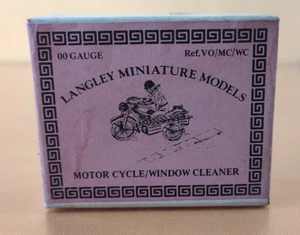 00 GAUGE Ref. VO/MC/WC
LANGLEY MINIATURE MODELS
MOTOR CYCLE/WINDOW CLEANER